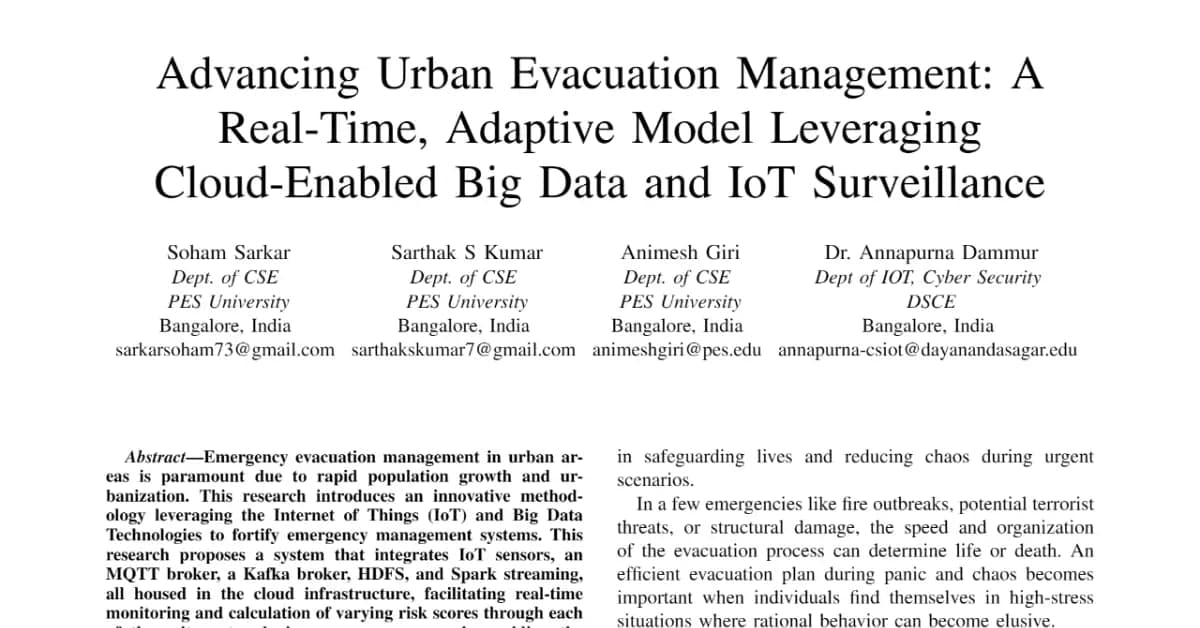 Advancing Urban Evacuation Management: A
Real-Time, Adaptive Model Leveraging
Cloud-Enabled Big Data and IoT Surveillance
Soham Sarkar
Dept. of CSE
PES University
Bangalore, India
sarkarsoham73@gmail.com
Sarthak S Kumar
Dept. of CSE
PES University
Bangalore, India
sarthakskumar7@gmail.com
Animesh Giri
Dept. of CSE
PES University
Bangalore, India
animeshgiri@pes.edu
Dr. Annapurna Dammur
Dept of IOT, Cyber Security
DSCE
Bangalore, India
annapurna-csiot@dayanandasagar.edu
Abstract—Emergency evacuation management in urban ar-
eas is paramount due to rapid population growth and ur-
banization. This research introduces an innovative method-
ology leveraging the Internet of Things (IoT) and Big Data
Technologies to fortify emergency management systems. This
research proposes a system that integrates IoT sensors, an
MQTT broker, a Kafka broker, HDFS, and Spark streaming,
all housed in the cloud infrastructure, facilitating real-time
monitoring and calculation of varying risk scores through each
in safeguarding lives and reducing chaos during urgent
scenarios.
In a few emergencies like fire outbreaks, potential terrorist
threats, or structural damage, the speed and organization
of the evacuation process can determine life or death. An
efficient evacuation plan during panic and chaos becomes
important when individuals find themselves in high-stress
situations where rational behavior can become elusive.